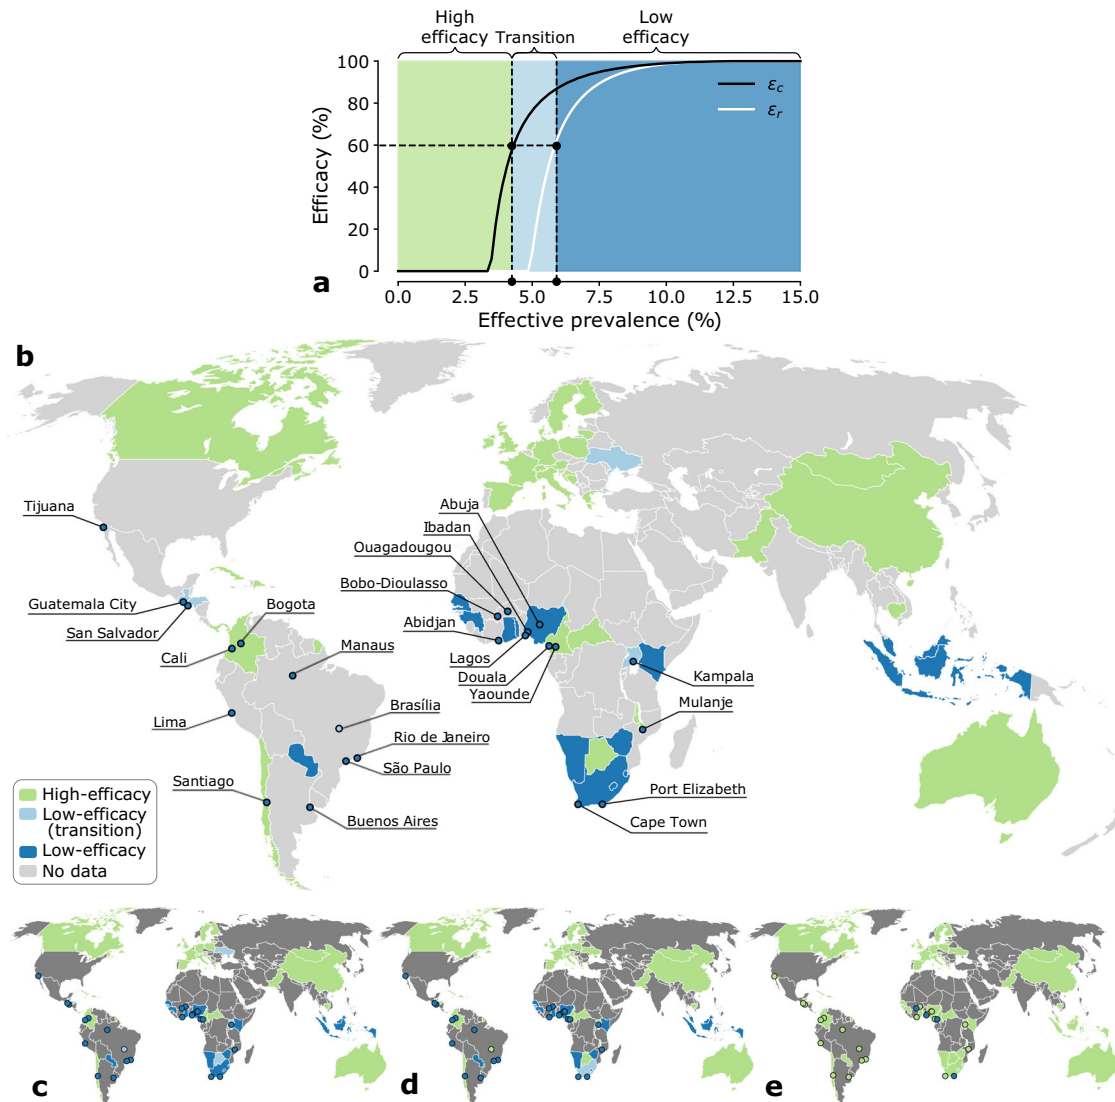 High
efficacy
Transition
Low
efficacy
100
80
60
40
20
0
Efficacy (%)
εc
εr
0.0
2.5
5.0
7.5
10.0
12.5
15.0
Effective prevalence (%)
a
b
Tijuana
Guatemala City
San Salvador
Cali
Bogota
Manaus
Lima
Brasília
Rio de Janeiro
São Paulo
Santiago
Buenos Aires
Abuja
Ibadan
Ouagadougou
Bobo-Dioulasso
Abidjan
Lagos
Douala
Yaounde
Kampala
Mulanje
Port Elizabeth
Cape Town
High-efficacy
Low-efficacy
(transition)
Low-efficacy
No data
c
d
e